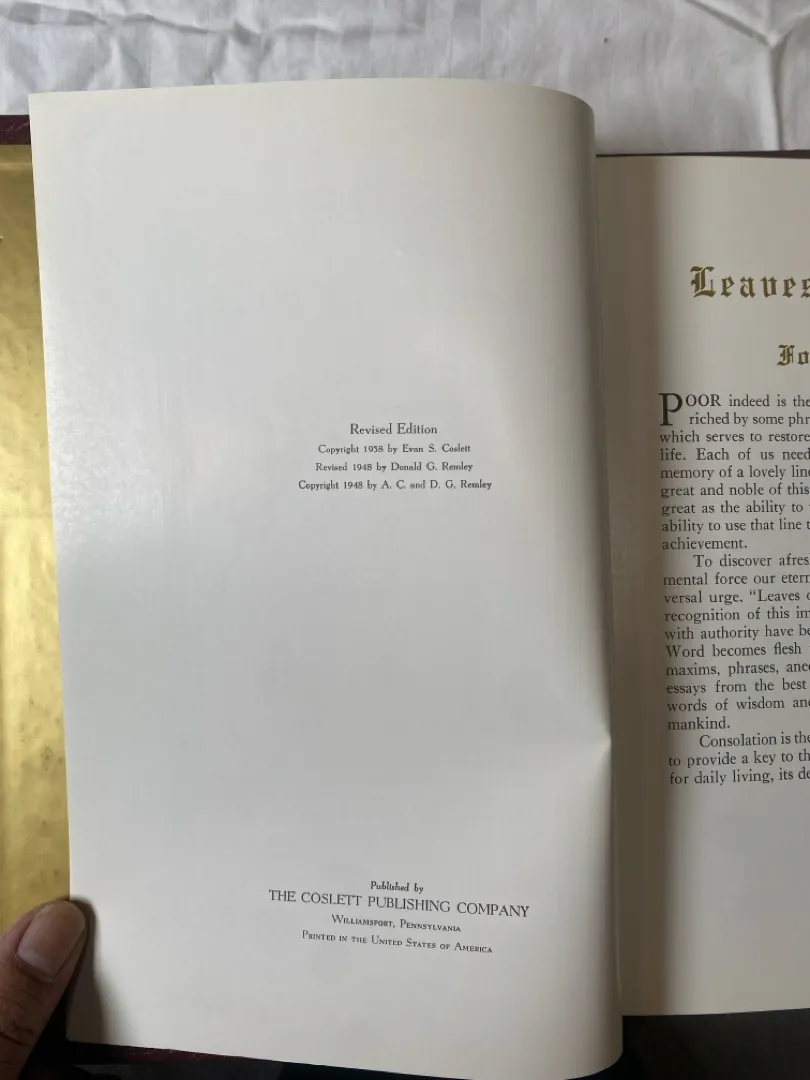 Revised Edition
Copyright 1938 by Evan S. Coslett
Revised 1948 by Donald G. Remley
Copyright 1948 by A. C. and D. G. Remley
Published by
THE COSLETT PUBLISHING COMPANY
Williamsport, Pennsylvania
Printed in the United States of America
Leaves
Fo
POOR indeed is the
riched by some phr
which serves to restore
life. Each of us need
memory of a lovely line
great and noble of this
great as the ability to
ability to use that line t
achievement.
To discover afres
mental force our etern
versal urge. "Leaves o
recognition of this im
with authority have be
Word becomes flesh
maxims, phrases, anec
essays from the best
words of wisdom and
mankind.
Consolation is the
to provide a key to th
for daily living, its de